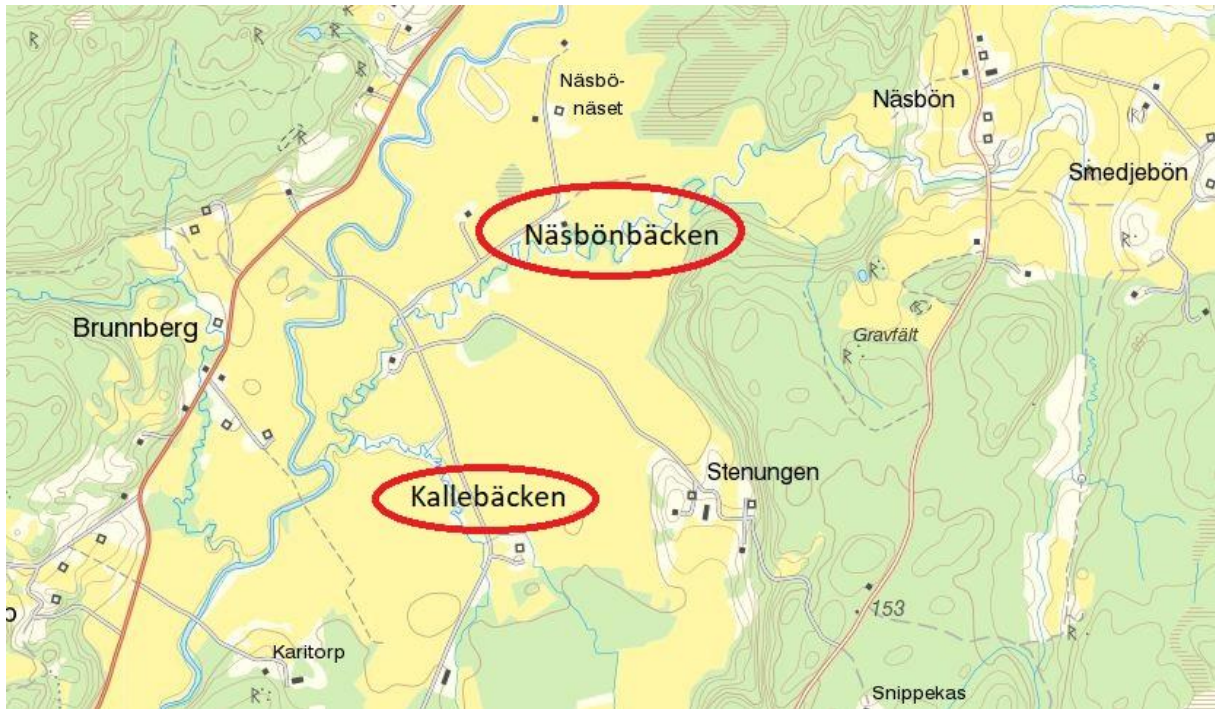 Näsbö-
näset
Näsbön
Smedjebön
Näsbönbäcken
Brunnberg
Gravfält
Stenungen
Kallebäcken
153
Karitorp
Snippekas